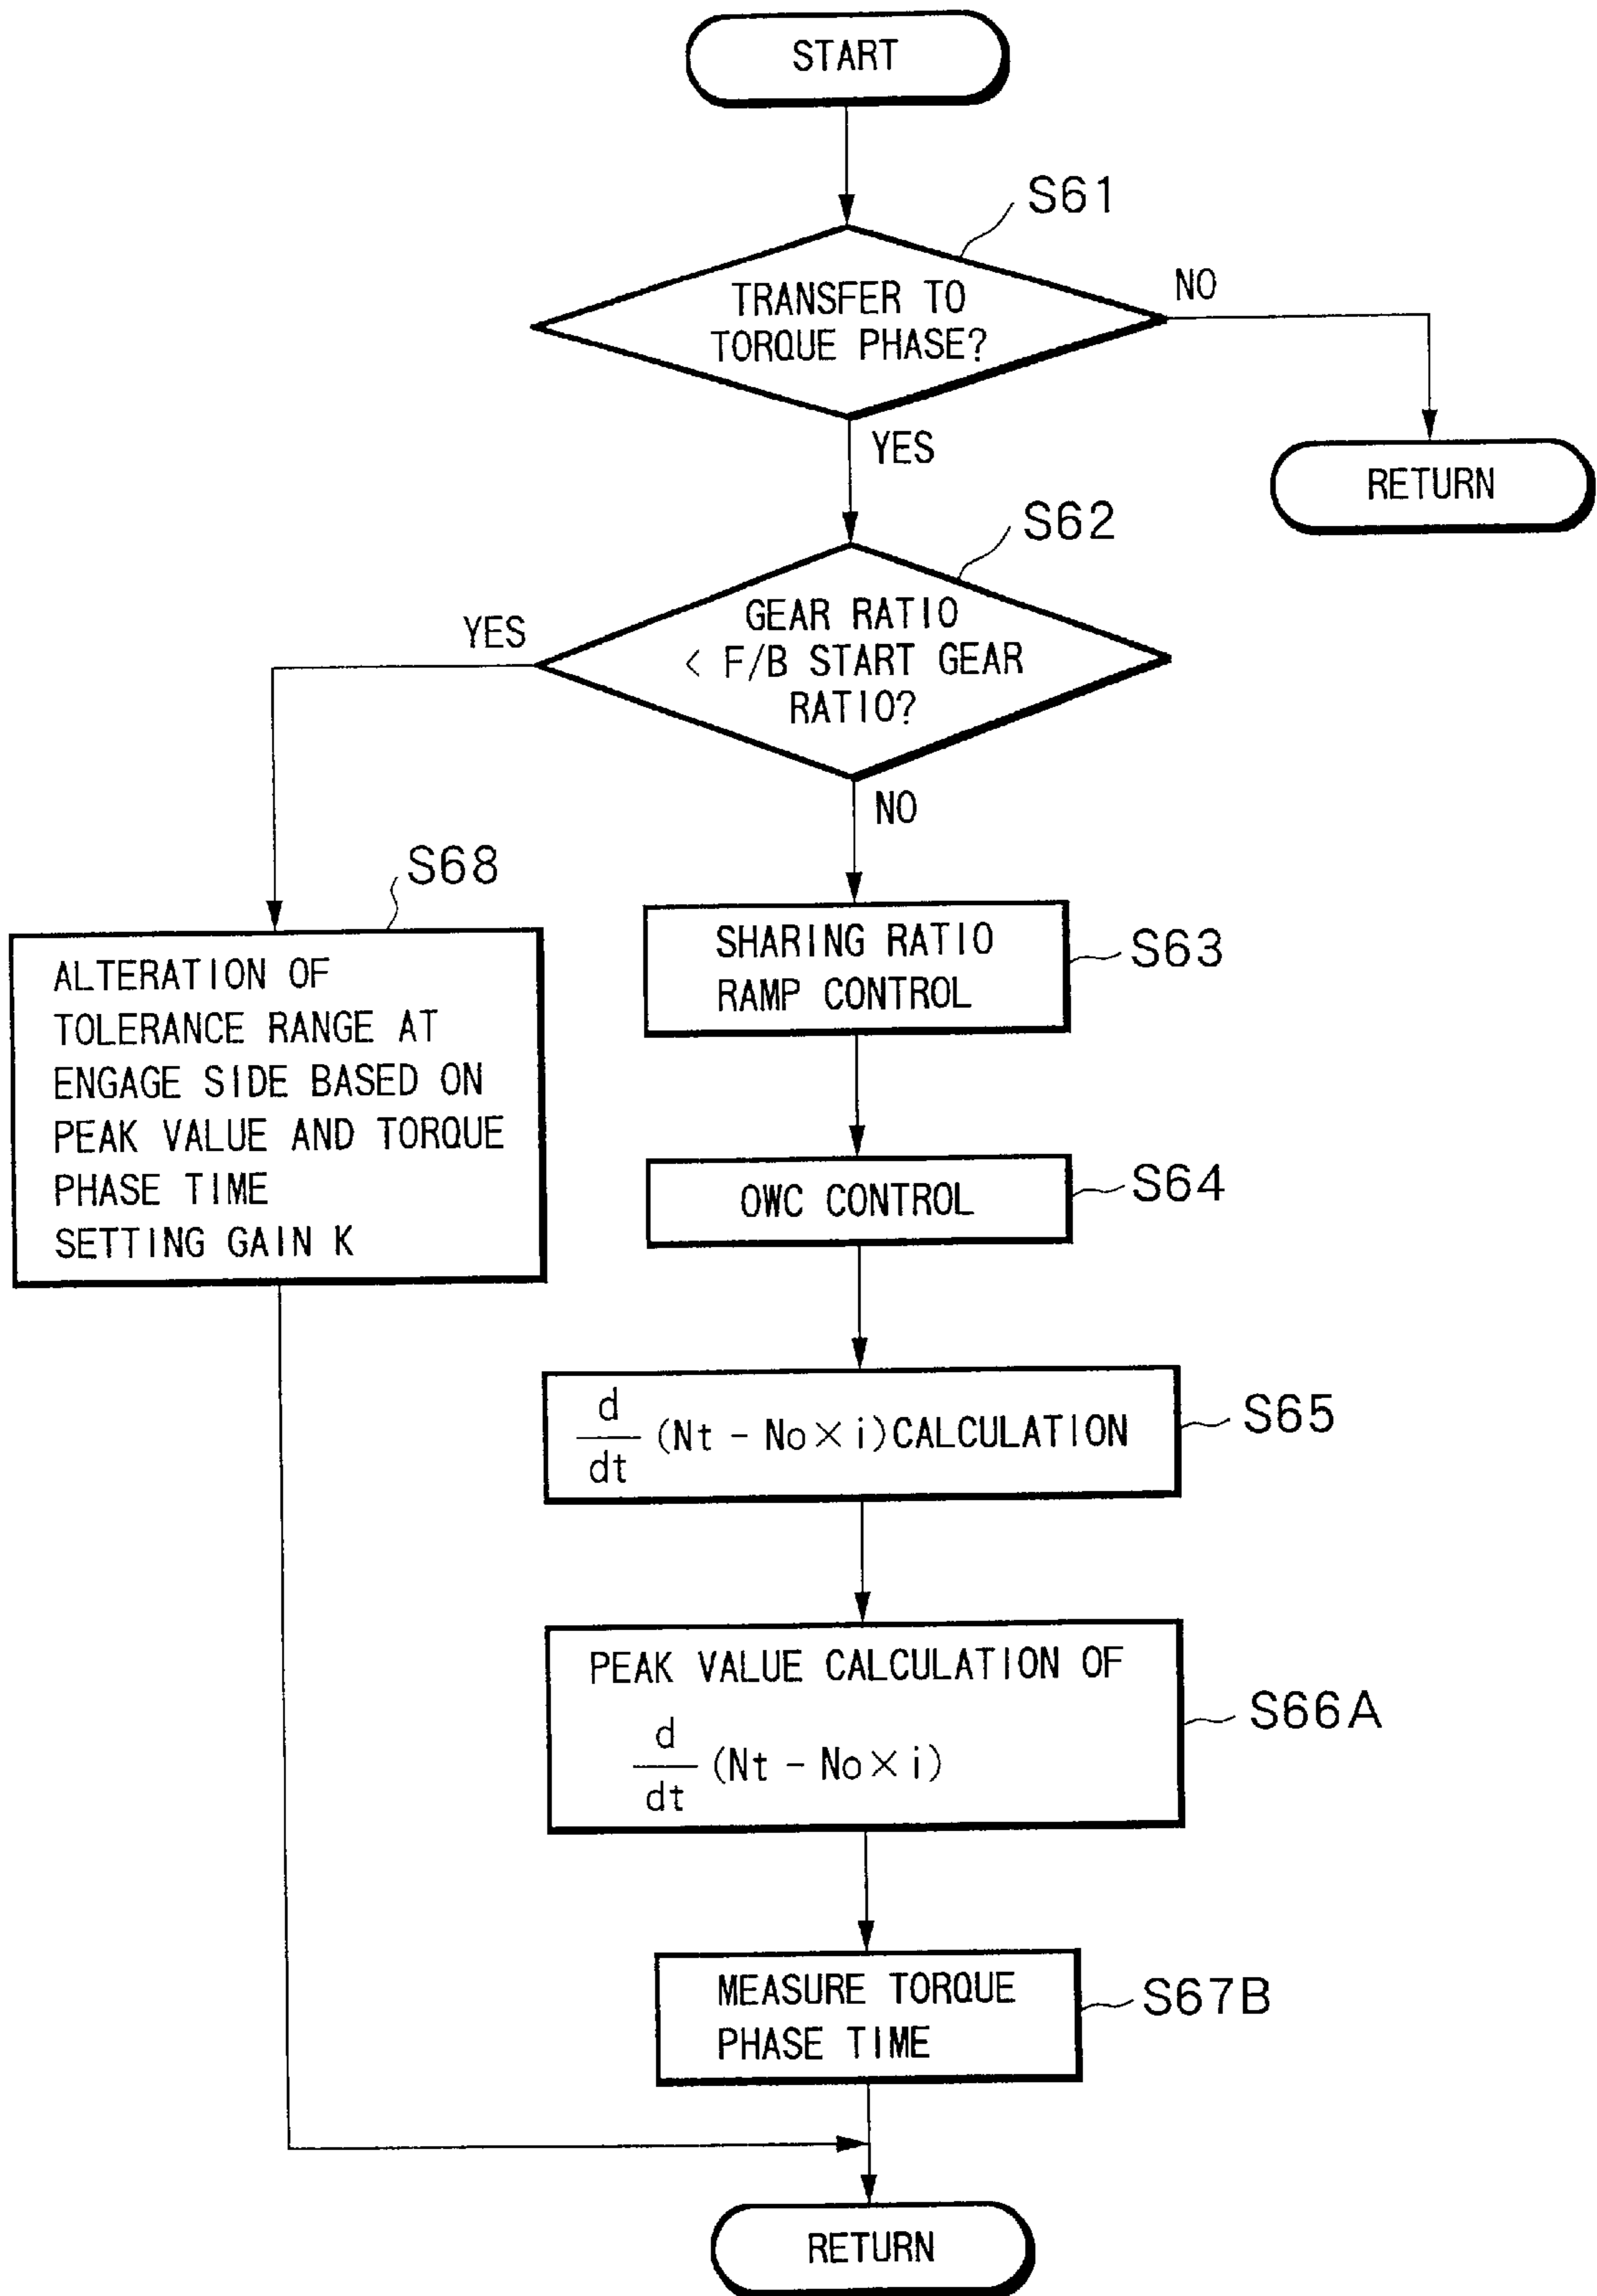 START
S61
TRANSFER TO
TORQUE PHASE?
NO
RETURN
YES
S62
GEAR RATIO
< F/B START GEAR
RATIO?
YES
NO
S68
ALTERATION OF
TOLERANCE RANGE AT
ENGAGE SIDE BASED ON
PEAK VALUE AND TORQUE
PHASE TIME
SETTING GAIN K
SHARING RATIO
RAMP CONTROL
S63
OWC CONTROL
S64
d/dt (Nt - No × i) CALCULATION
S65
PEAK VALUE CALCULATION OF
d/dt (Nt - No × i)
S66A
MEASURE TORQUE
PHASE TIME
S67B
RETURN